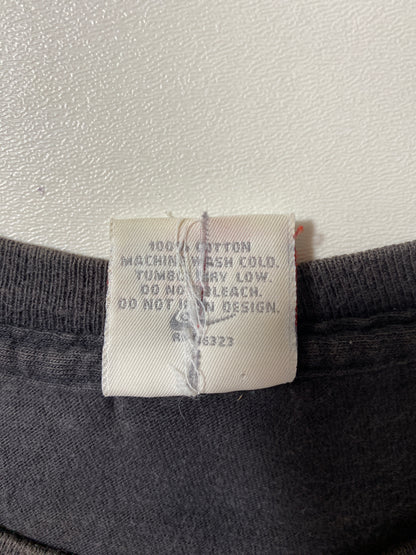 100% COTTON
MACHINE WASH COLD.
TUMBLE DRY LOW.
DO NOT BLEACH.
DO NOT IRON DESIGN.